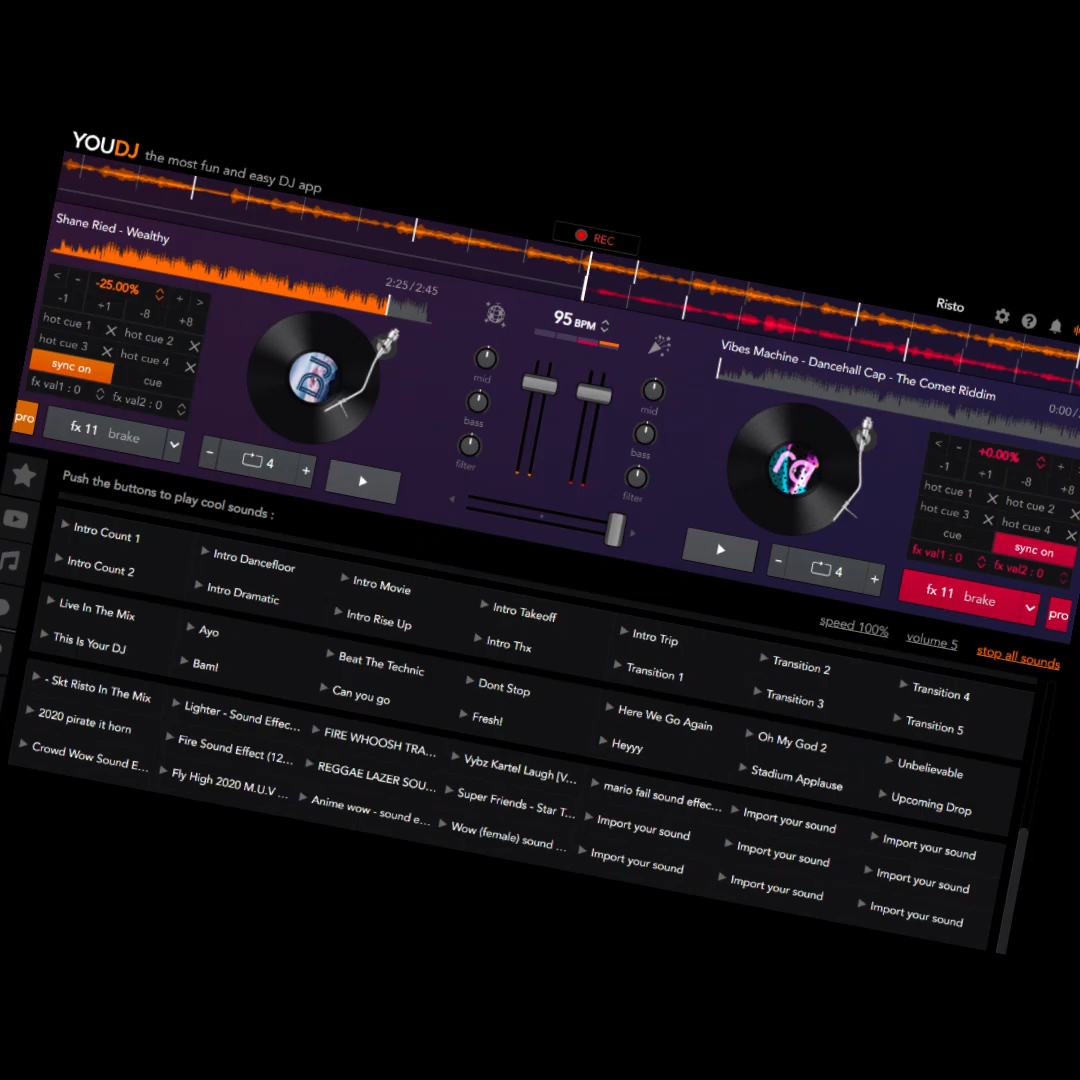 YOUDJ the most fun and easy DJ app
REC
Risto
Shane Ried - Wealthy
2:25 / 2:45
< - -25.00% + >
-1 +1 -8 +8
hot cue 1 hot cue 2
hot cue 3 hot cue 4
sync on cue
fx val1 : 0 fx val2 : 0
pro fx 11 brake
- 4 +
DJ
95 BPM
mid
bass
filter
mid
bass
filter
Vibes Machine - Dancehall Cap - The Comet Riddim
0:00 /
< - +0.00% +
-1 +1 -8 +8
hot cue 1 hot cue 2
hot cue 3 hot cue 4
cue sync on
fx val1 : 0 fx val2 : 0
- 4 +
fx 11 brake pro
Push the buttons to play cool sounds :
speed 100% volume 5 stop all sounds
Intro Count 1 Intro Dancefloor Intro Movie Intro Takeoff Intro Trip Transition 2 Transition 4
Intro Count 2 Intro Dramatic Intro Rise Up Intro Thx Transition 1 Transition 3 Transition 5
Live In The Mix Ayo Beat The Technic Dont Stop Here We Go Again Oh My God 2 Unbelievable
This Is Your DJ Bam! Can you go Fresh! Heyyy Stadium Applause Upcoming Drop
- Skt Risto In The Mix Lighter - Sound Effec... FIRE WHOOSH TRA... Vybz Kartel Laugh [V... mario fail sound effec... Import your sound Import your sound
2020 pirate it horn Fire Sound Effect (12... REGGAE LAZER SOU... Super Friends - Star T... Import your sound Import your sound Import your sound
Crowd Wow Sound E... Fly High 2020 M.U.V ... Anime wow - sound e... Wow (female) sound ... Import your sound Import your sound Import your sound